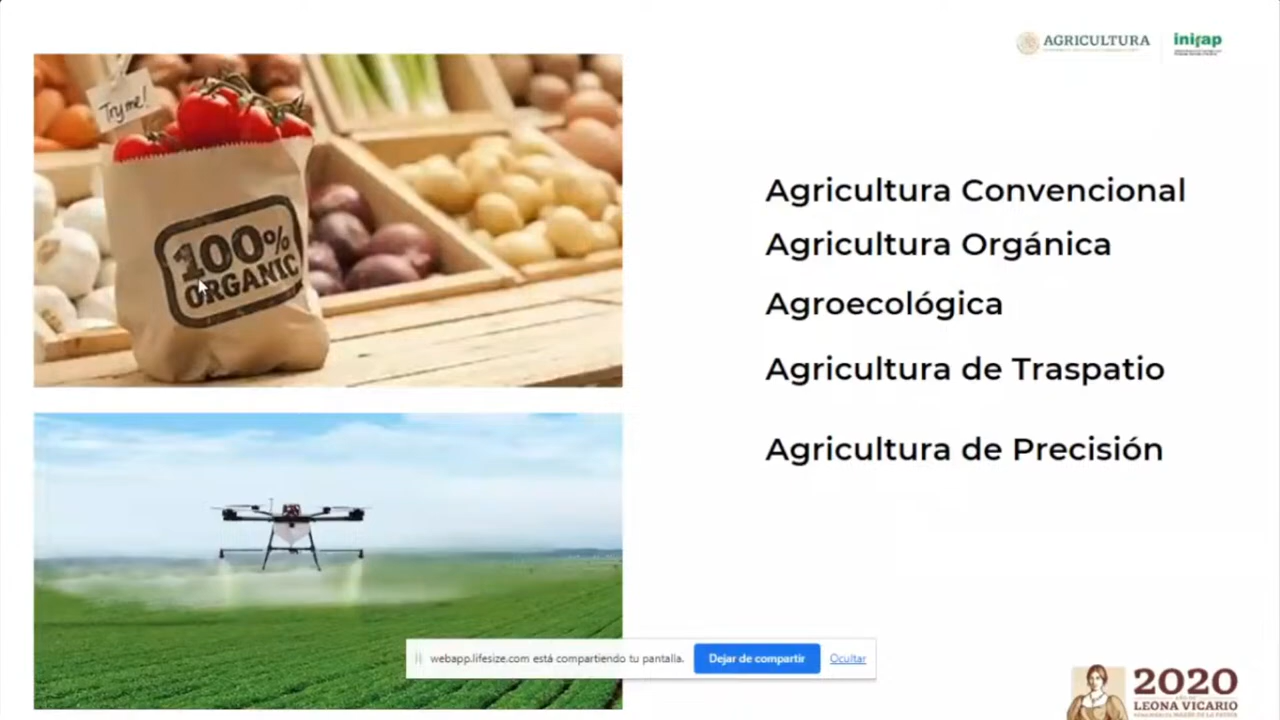 AGRICULTURA
inifap
Try me!
100%
ORGANIC
Agricultura Convencional
Agricultura Orgánica
Agroecológica
Agricultura de Traspatio
Agricultura de Precisión
webapp.lifesize.com está compartiendo tu pantalla.
Dejar de compartir
Ocultar
2020
LEONA VICARIO